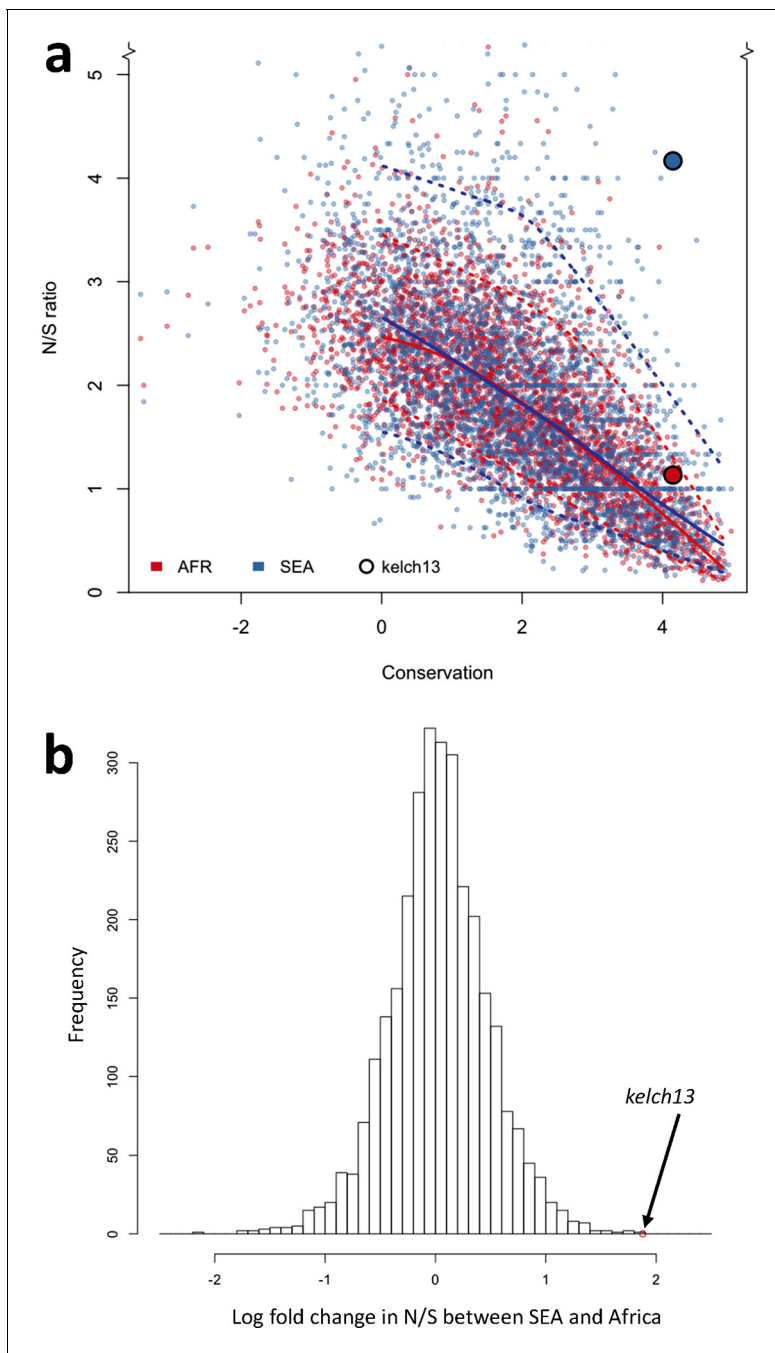 a
5
4
3
2
1
0
N/S ratio
AFR SEA kelch13
-2 0 2 4
Conservation
b
300
250
200
150
100
50
0
Frequency
kelch13
-2 -1 0 1 2
Log fold change in N/S between SEA and Africa